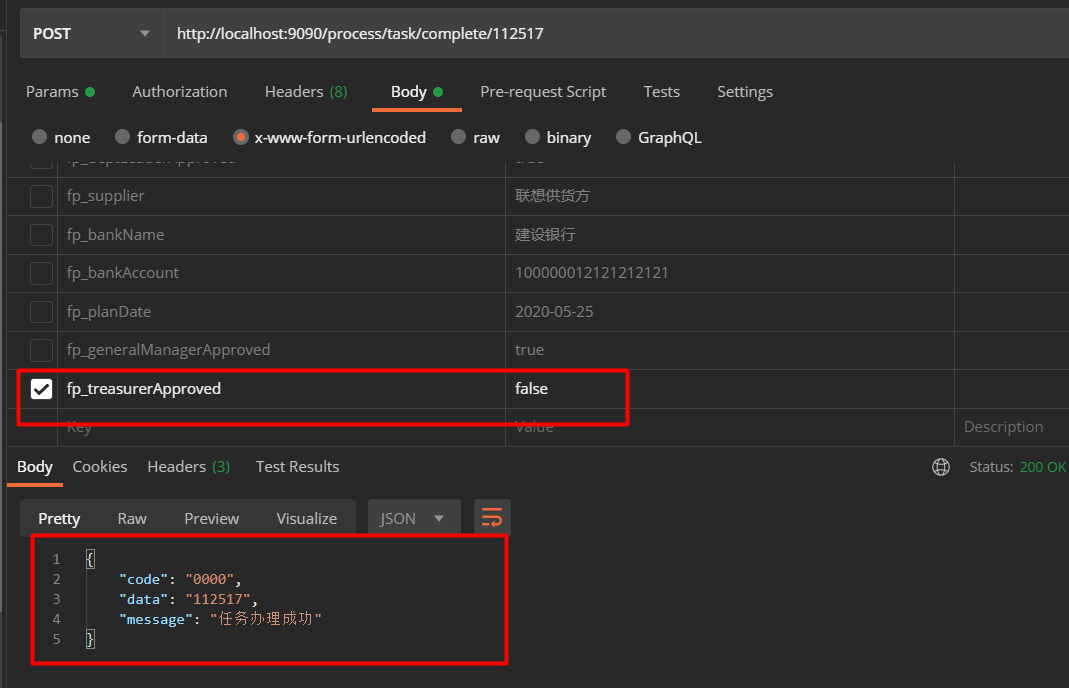 POST http://localhost:9090/process/task/complete/112517
Params Authorization Headers (8) Body Pre-request Script Tests Settings
none form-data x-www-form-urlencoded raw binary GraphQL
fp_supplier 联想供货方
fp_bankName 建设银行
fp_bankAccount 100000012121212121
fp_planDate 2020-05-25
fp_generalManagerApproved true
fp_treasurerApproved false
Key Value Description
Body Cookies Headers (3) Test Results Status: 200 OK
Pretty Raw Preview Visualize JSON
1 {
2 "code": "0000",
3 "data": "112517",
4 "message": "任务办理成功"
5 }